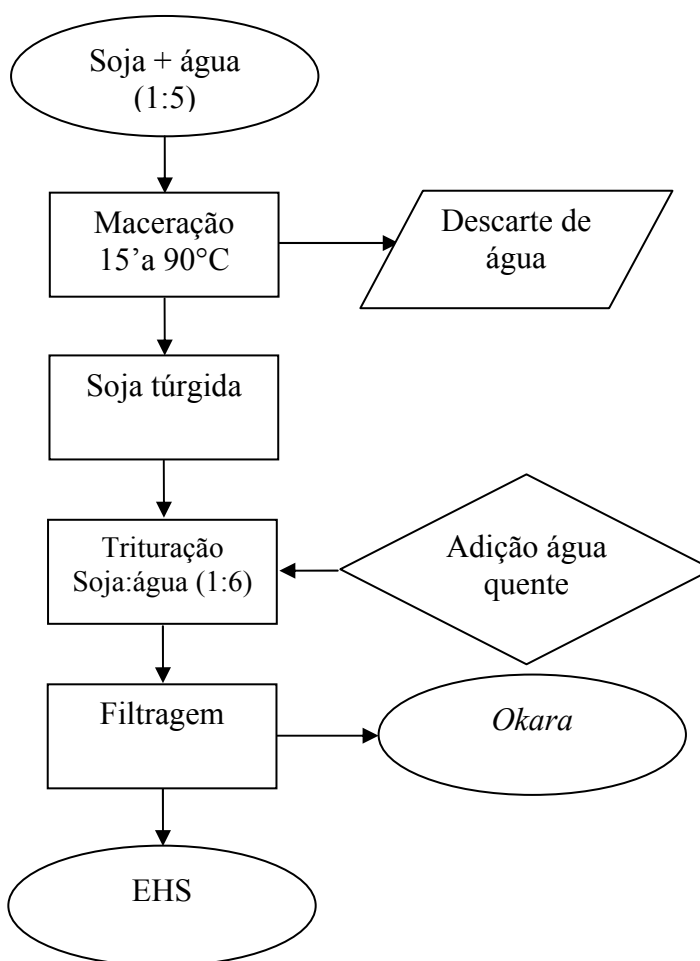 Soja + água
(1:5)
Maceração
15’a 90°C
Descarte de
água
Soja túrgida
Trituração
Soja:água (1:6)
Adição água
quente
Filtragem
Okara
EHS